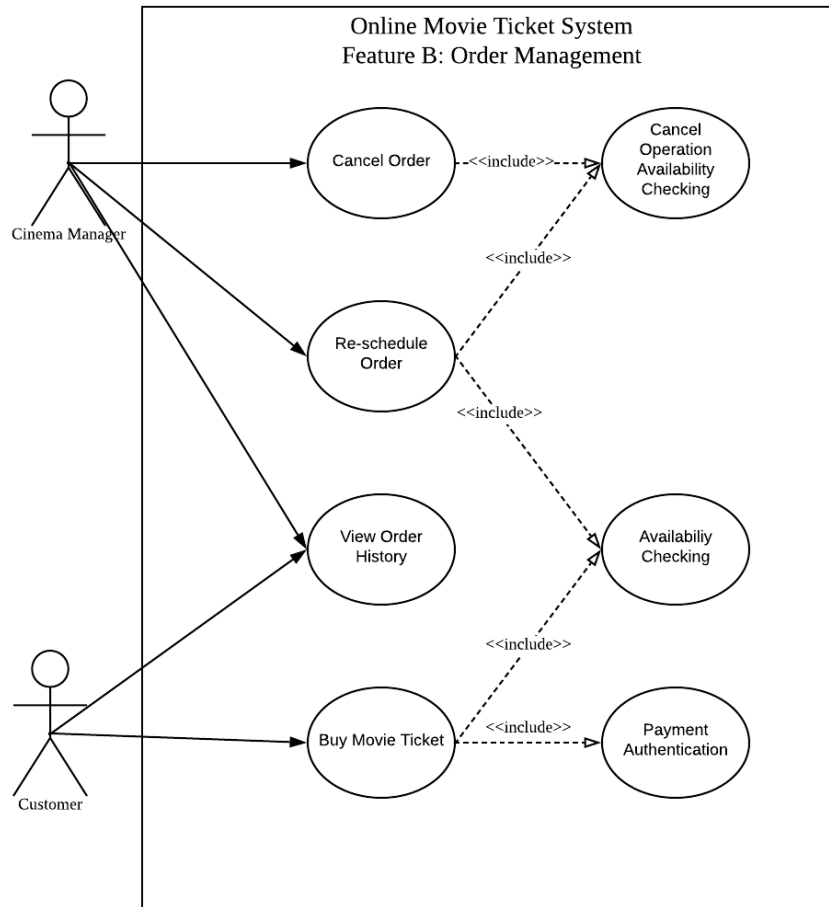 Online Movie Ticket System
Feature B: Order Management
Cancel Order
<<include>>
Cancel
Operation
Availability
Checking
Cinema Manager
<<include>>
Re-schedule
Order
<<include>>
View Order
History
Availabiliy
Checking
<<include>>
Buy Movie Ticket
<<include>>
Payment
Authentication
Customer